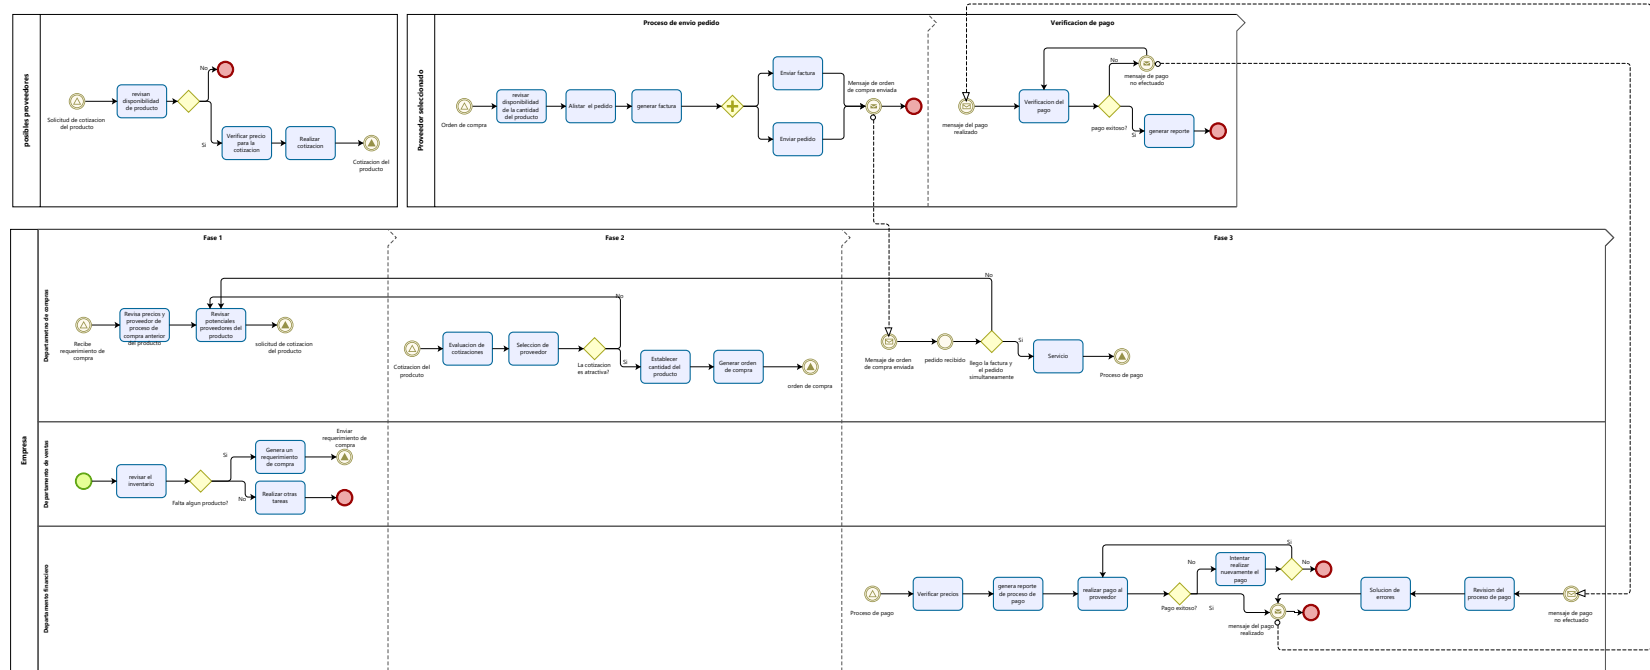 posibles proveedores
Solicitud de cotizacion
del producto
revisan
disponibilidad
de producto
No
Si
Verificar precio
para la
cotizacion
Realizar
cotizacion
Cotizacion del
producto
Proveedor seleccionado
Proceso de envio pedido
Orden de compra
revisar
disponibilidad
de la cantidad
del producto
Alistar el pedido
generar factura
Enviar factura
Enviar pedido
Mensaje de orden
de compra enviada
Verificacion de pago
mensaje del pago
realizado
Verificacion del
pago
No
mensaje de pago
no efectuado
pago exitoso?
Si
generar reporte
Empresa
Fase 1
Fase 2
Fase 3
Departametno de compras
Recibe
requerimiento de
compra
Revisa precios y
proveedor de
proceso de
compra anterior
del producto
Revisar
potenciales
proveedores del
producto
solicitud de cotizacion
del producto
Cotizacion del
prodcuto
Evaluacion de
cotizaciones
Seleccion de
proveedor
No
La cotizacion
es atractiva?
Si
Establecer
cantidad del
producto
Generar orden
de compra
orden de compra
Mensaje de orden
de compra enviada
pedido recibido
No
llego la factura y
el pedido
simultaneamente
Si
Servicio
Proceso de pago
Departamento de ventas
revisar el
inventario
Falta algun producto?
Si
Genera un
requerimiento
de compra
Enviar
requerimiento de
compra
No
Realizar otras
tareas
Departamento financiero
Proceso de pago
Verificar precios
genera reporte
de proceso de
pago
realizar pago al
proveedor
Pago exitoso?
No
Si
Intentar
realizar
nuevamente el
pago
Si
No
mensaje del pago
realizado
Solucion de
errores
Revision del
proceso de pago
mensaje de pago
no efectuado